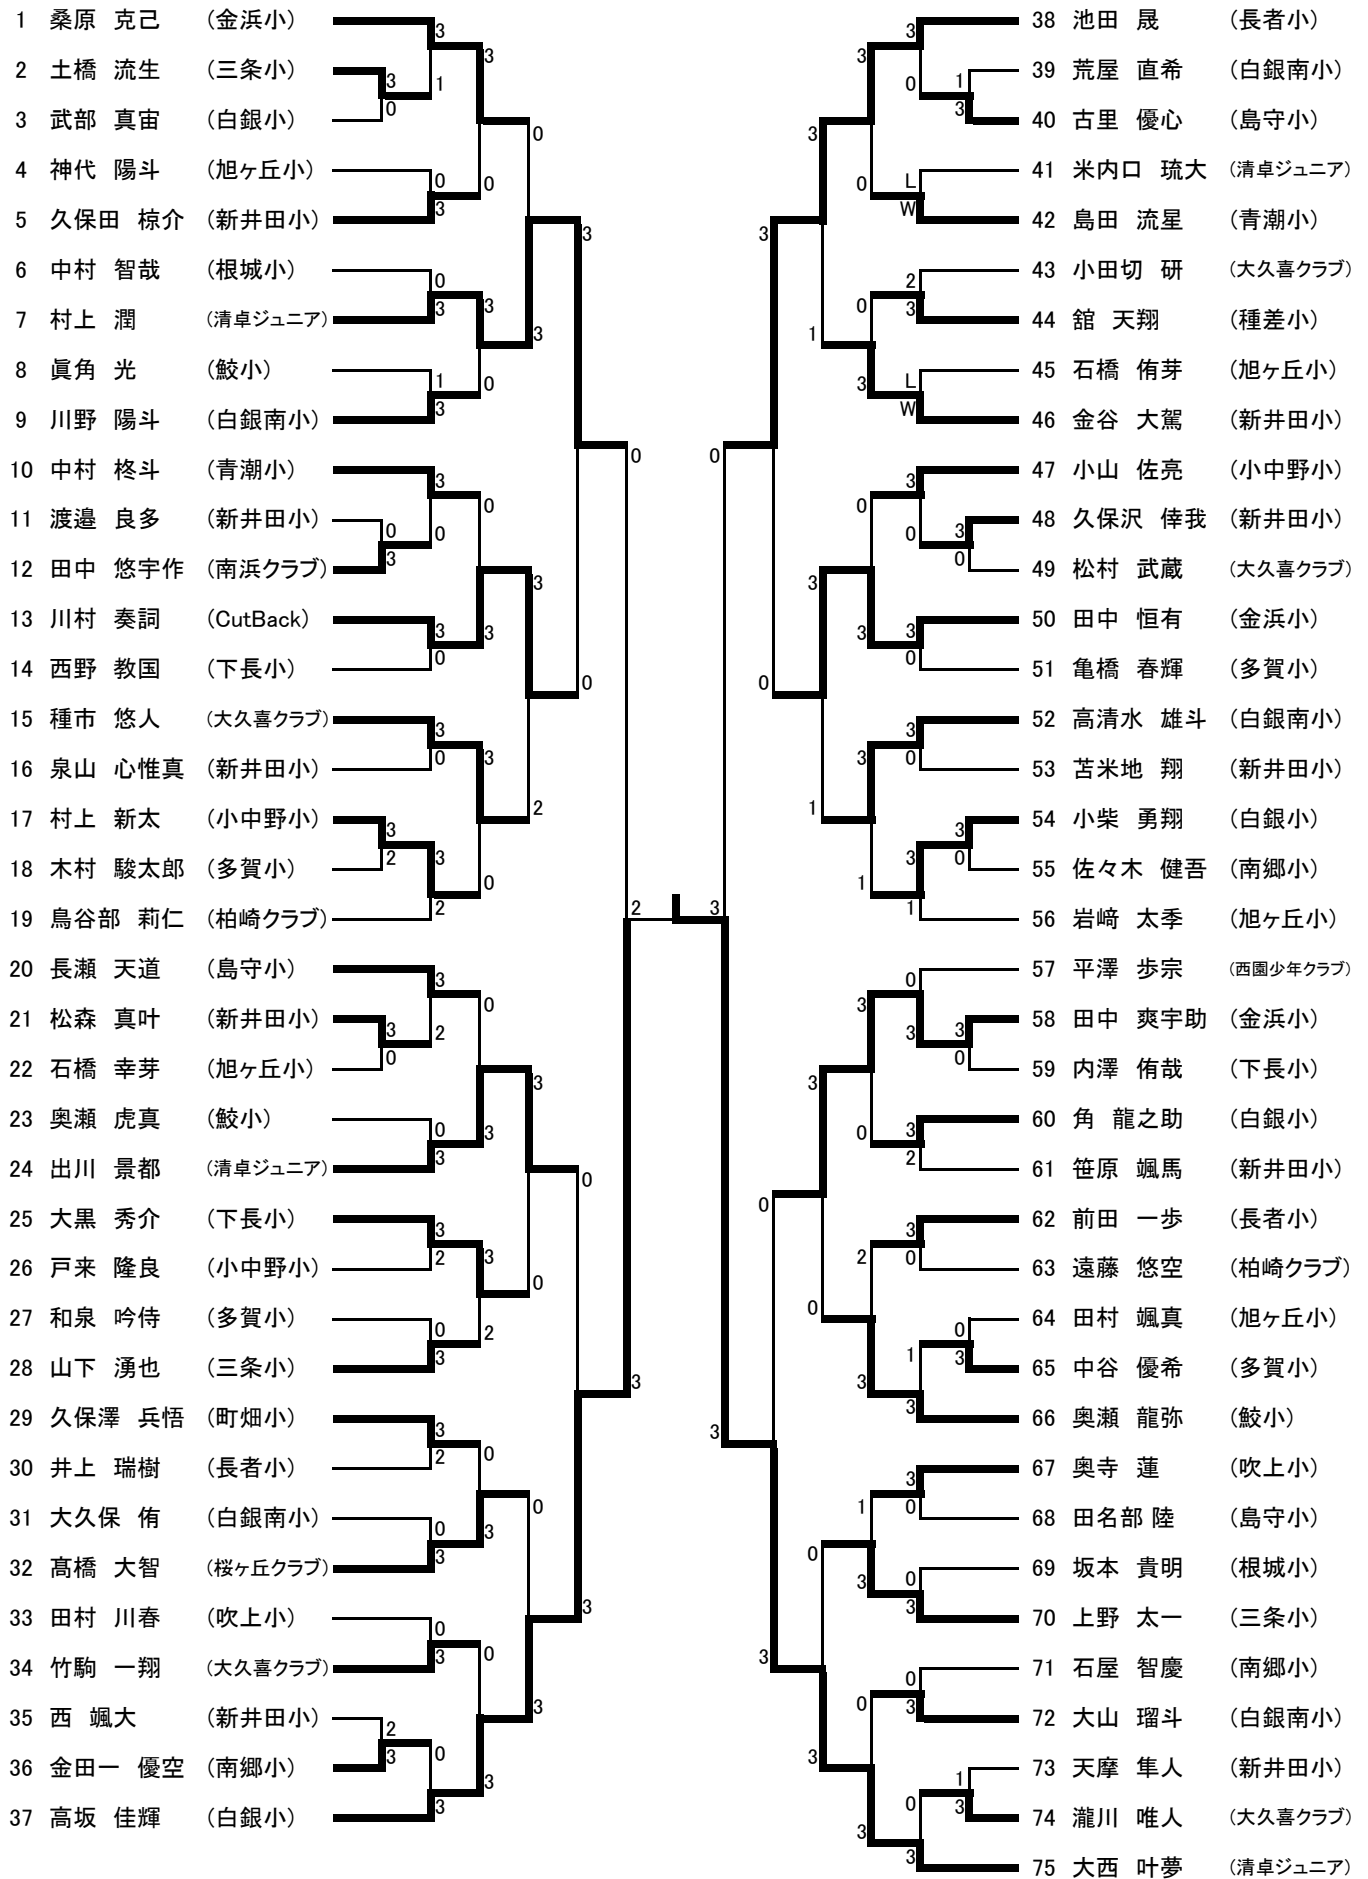 1 桑原 克己 (金浜小)
2 土橋 流生 (三条小)
3 武部 真宙 (白銀小)
4 神代 陽斗 (旭ヶ丘小)
5 久保田 椋介 (新井田小)
6 中村 智哉 (根城小)
7 村上 潤 (清卓ジュニア)
8 眞角 光 (鮫小)
9 川野 陽斗 (白銀南小)
10 中村 柊斗 (青潮小)
11 渡邉 良多 (新井田小)
12 田中 悠宇作 (南浜クラブ)
13 川村 奏詞 (CutBack)
14 西野 教国 (下長小)
15 種市 悠人 (大久喜クラブ)
16 泉山 心惟真 (新井田小)
17 村上 新太 (小中野小)
18 木村 駿太郎 (多賀小)
19 鳥谷部 莉仁 (柏崎クラブ)
20 長瀬 天道 (島守小)
21 松森 真叶 (新井田小)
22 石橋 幸芽 (旭ヶ丘小)
23 奥瀬 虎真 (鮫小)
24 出川 景都 (清卓ジュニア)
25 大黒 秀介 (下長小)
26 戸来 隆良 (小中野小)
27 和泉 吟侍 (多賀小)
28 山下 湧也 (三条小)
29 久保澤 兵悟 (町畑小)
30 井上 瑞樹 (長者小)
31 大久保 侑 (白銀南小)
32 髙橋 大智 (桜ヶ丘クラブ)
33 田村 川春 (吹上小)
34 竹駒 一翔 (大久喜クラブ)
35 西 颯大 (新井田小)
36 金田一 優空 (南郷小)
37 高坂 佳輝 (白銀小)
38 池田 晟 (長者小)
39 荒屋 直希 (白銀南小)
40 古里 優心 (島守小)
41 米内口 琉大 (清卓ジュニア)
42 島田 流星 (青潮小)
43 小田切 研 (大久喜クラブ)
44 舘 天翔 (種差小)
45 石橋 侑芽 (旭ヶ丘小)
46 金谷 大駕 (新井田小)
47 小山 佐亮 (小中野小)
48 久保沢 倖我 (新井田小)
49 松村 武蔵 (大久喜クラブ)
50 田中 恒有 (金浜小)
51 亀橋 春輝 (多賀小)
52 高清水 雄斗 (白銀南小)
53 苫米地 翔 (新井田小)
54 小柴 勇翔 (白銀小)
55 佐々木 健吾 (南郷小)
56 岩﨑 太季 (旭ヶ丘小)
57 平澤 歩宗 (西園少年クラブ)
58 田中 爽宇助 (金浜小)
59 内澤 侑哉 (下長小)
60 角 龍之助 (白銀小)
61 笹原 颯馬 (新井田小)
62 前田 一歩 (長者小)
63 遠藤 悠空 (柏崎クラブ)
64 田村 颯真 (旭ヶ丘小)
65 中谷 優希 (多賀小)
66 奥瀬 龍弥 (鮫小)
67 奥寺 蓮 (吹上小)
68 田名部 陸 (島守小)
69 坂本 貴明 (根城小)
70 上野 太一 (三条小)
71 石屋 智慶 (南郷小)
72 大山 瑠斗 (白銀南小)
73 天摩 隼人 (新井田小)
74 瀧川 唯人 (大久喜クラブ)
75 大西 叶夢 (清卓ジュニア)